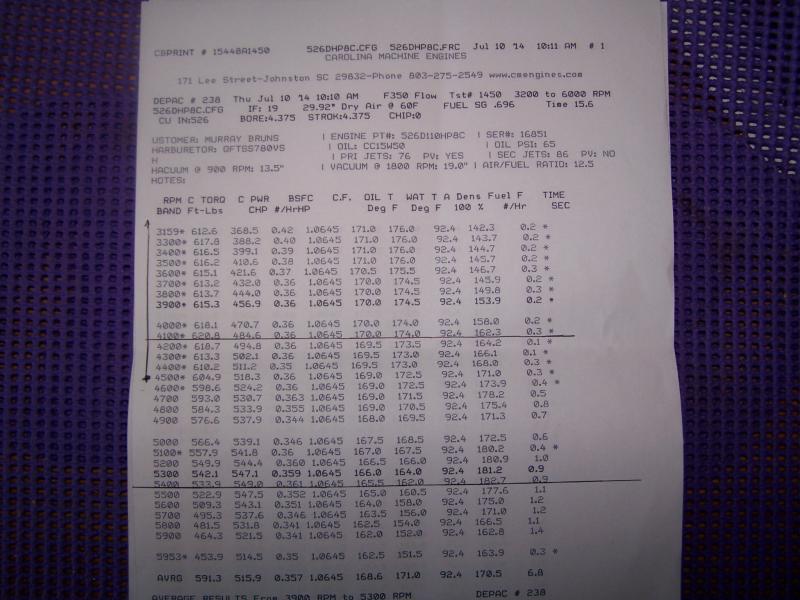 CBPRINT # 15448A1450 526DHP8C.CFG 526DHP8C.FRC Jul 10 '14 10:11 AM # 1
CAROLINA MACHINE ENGINES
171 Lee Street-Johnston SC 29832-Phone 803-275-2549 www.cmengines.com
DEPAC # 238 Thu Jul 10 '14 10:10 AM F350 Flow Tst# 1450 3200 to 6000 RPM
526DHP8C.CFG IF: 19 29.92" Dry Air @ 60F FUEL SG .696 Time 15.6
CU IN:526 BORE:4.375 STROK:4.375 CHIP:0
USTOMER: MURRAY BRUNS | ENGINE PT#: 526D110HP8C | SER#: 16851
HARBURETOR: QFTSS780VS | OIL: CC15W50 | OIL PSI: 65
H | PRI JETS: 76 PV: YES | SEC JETS: 86 PV: NO
HACUUM @ 900 RPM: 13.5" | VACUUM @ 1800 RPM: 19.0" | AIR/FUEL RATIO: 12.5
HOTES:
RPM C TORQ C PWR BSFC C.F. OIL T WAT T A Dens Fuel F TIME
BAND Ft-Lbs CHP #/HrHP Deg F Deg F 100 % #/Hr SEC
3159* 612.6 368.5 0.42 1.0645 171.0 176.0 92.4 142.3 0.2 *
3300* 617.8 388.2 0.40 1.0645 171.0 176.0 92.4 143.7 0.2 *
3400* 616.5 399.1 0.39 1.0645 171.0 176.0 92.4 144.7 0.2 *
3500* 616.2 410.6 0.38 1.0645 171.0 176.0 92.4 145.7 0.2 *
3600* 615.1 421.6 0.37 1.0645 170.5 175.5 92.4 146.7 0.3 *
3700* 613.2 432.0 0.36 1.0645 170.0 174.5 92.4 145.9 0.2 *
3800* 613.7 444.0 0.36 1.0645 170.0 174.5 92.4 149.8 0.3 *
3900* 615.3 456.9 0.36 1.0645 170.0 174.5 92.4 153.9 0.2 *
4000* 618.1 470.7 0.36 1.0645 170.0 174.0 92.4 158.0 0.2 *
4100* 620.8 484.6 0.36 1.0645 170.0 174.0 92.4 162.3 0.3 *
4200* 618.7 494.8 0.36 1.0645 169.5 173.5 92.4 164.2 0.1 *
4300* 613.3 502.1 0.36 1.0645 169.5 173.0 92.4 166.1 0.1 *
4400* 610.2 511.2 0.35 1.0645 169.5 173.0 92.4 168.0 0.3 *
4500* 604.9 518.3 0.36 1.0645 169.0 172.5 92.4 171.0 0.3 *
4600* 598.6 524.2 0.36 1.0645 169.0 172.5 92.4 173.9 0.4 *
4700 593.0 530.7 0.363 1.0645 169.0 171.5 92.4 178.2 0.5
4800 584.3 533.9 0.355 1.0645 169.0 170.5 92.4 175.4 0.8
4900 576.6 537.9 0.344 1.0645 168.0 169.5 92.4 171.3 0.7
5000 566.4 539.1 0.346 1.0645 167.5 168.5 92.4 172.5 0.6
5100* 557.9 541.8 0.36 1.0645 167.0 167.5 92.4 180.2 0.4 *
5200 549.9 544.4 0.360 1.0645 166.5 166.0 92.4 180.9 1.0
5300 542.1 547.1 0.359 1.0645 166.0 164.0 92.4 181.2 0.9
5400 533.9 549.0 0.361 1.0645 165.5 162.0 92.4 182.7 0.9
5500 522.9 547.5 0.352 1.0645 165.0 160.5 92.4 177.6 1.1
5600 509.3 543.1 0.351 1.0645 164.0 158.0 92.4 175.0 1.2
5700 495.3 537.6 0.346 1.0645 163.5 156.0 92.4 171.0 1.2
5800 481.5 531.8 0.341 1.0645 162.5 154.0 92.4 166.5 1.1
5900 464.3 521.5 0.341 1.0645 162.0 152.0 92.4 162.8 1.4
5953* 453.9 514.5 0.35 1.0645 162.5 151.5 92.4 163.9 0.3 *
AVRG 591.3 515.9 0.357 1.0645 168.6 171.0 92.4 170.5 6.8
AVERAGE RESULTS From 3900 RPM to 5300 RPM DEPAC # 238